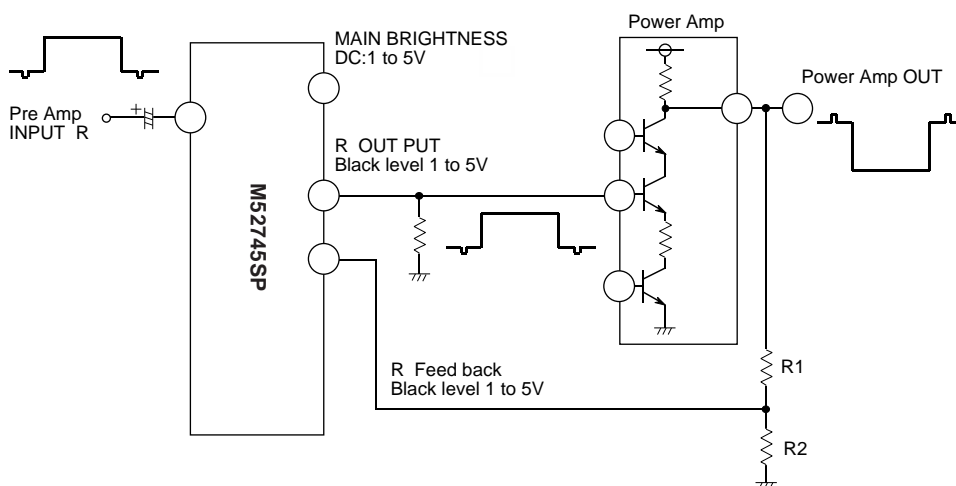 Power Amp
MAIN BRIGHTNESS
DC:1 to 5V
Power Amp OUT
+
Pre Amp
INPUT R
R OUT PUT
Black level 1 to 5V
M52745SP
R Feed back
Black level 1 to 5V
R1
R2